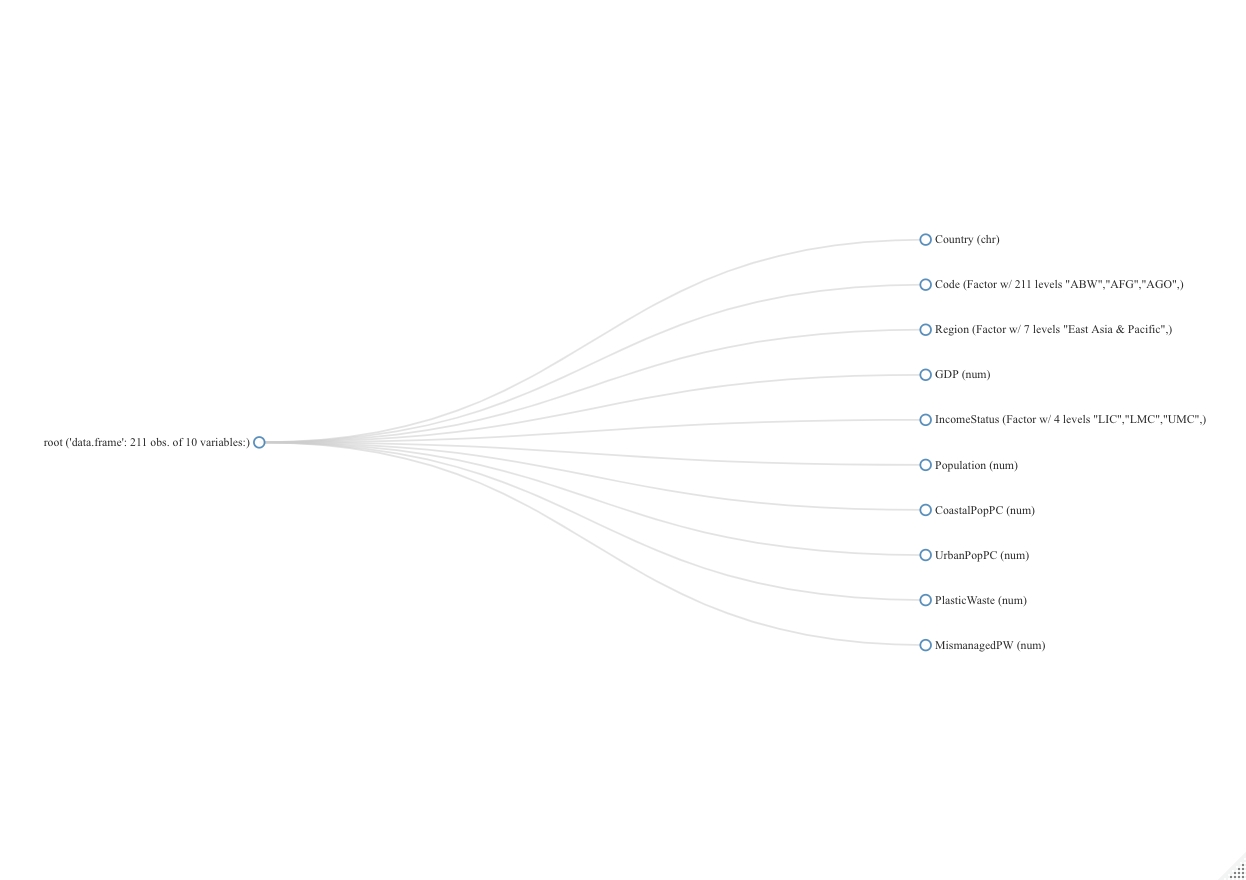 Country (chr)
Code (Factor w/ 211 levels "ABW","AFG","AGO",)
Region (Factor w/ 7 levels "East Asia & Pacific",)
GDP (num)
IncomeStatus (Factor w/ 4 levels "LIC","LMC","UMC",)
root ('data.frame': 211 obs. of 10 variables:)
Population (num)
CoastalPopPC (num)
UrbanPopPC (num)
PlasticWaste (num)
MismanagedPW (num)